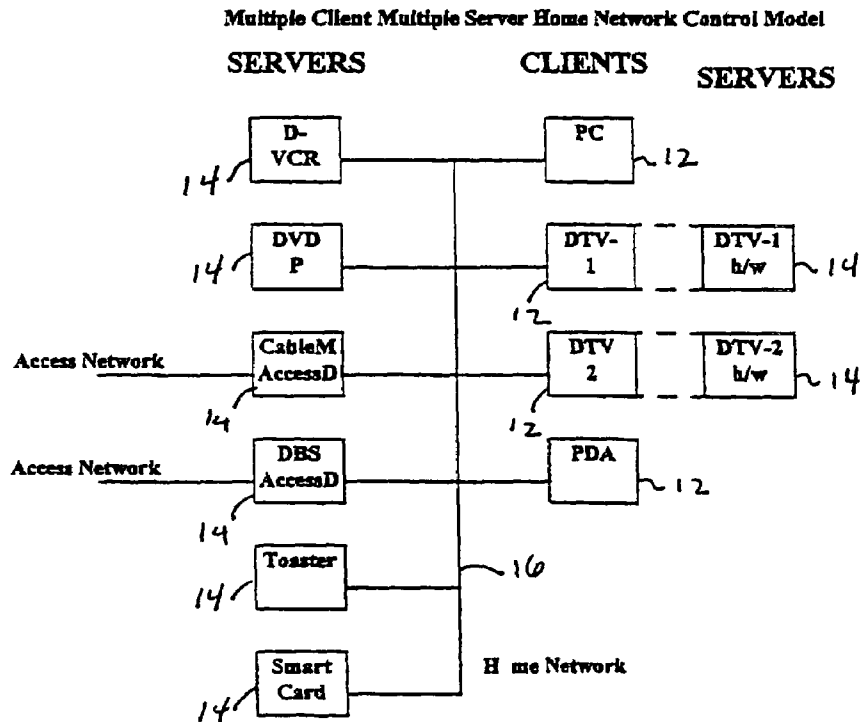 Multiple Client Multiple Server Home Network Control Model
SERVERS CLIENTS SERVERS
D-
VCR
14
PC
12
DVD
P
14
DTV-
1
12
DTV-1
h/w
14
Access Network
CableM
AccessD
14
DTV
2
12
DTV-2
h/w
14
Access Network
DBS
AccessD
14
PDA
12
Toaster
14
16
Smart
Card
14
H me Network